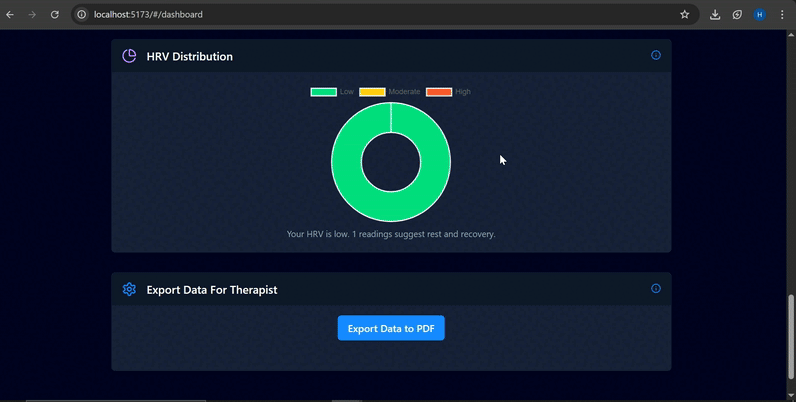 localhost:5173/#/dashboard
H
HRV Distribution
Low Moderate High
Your HRV is low. 1 readings suggest rest and recovery.
Export Data For Therapist
Export Data to PDF